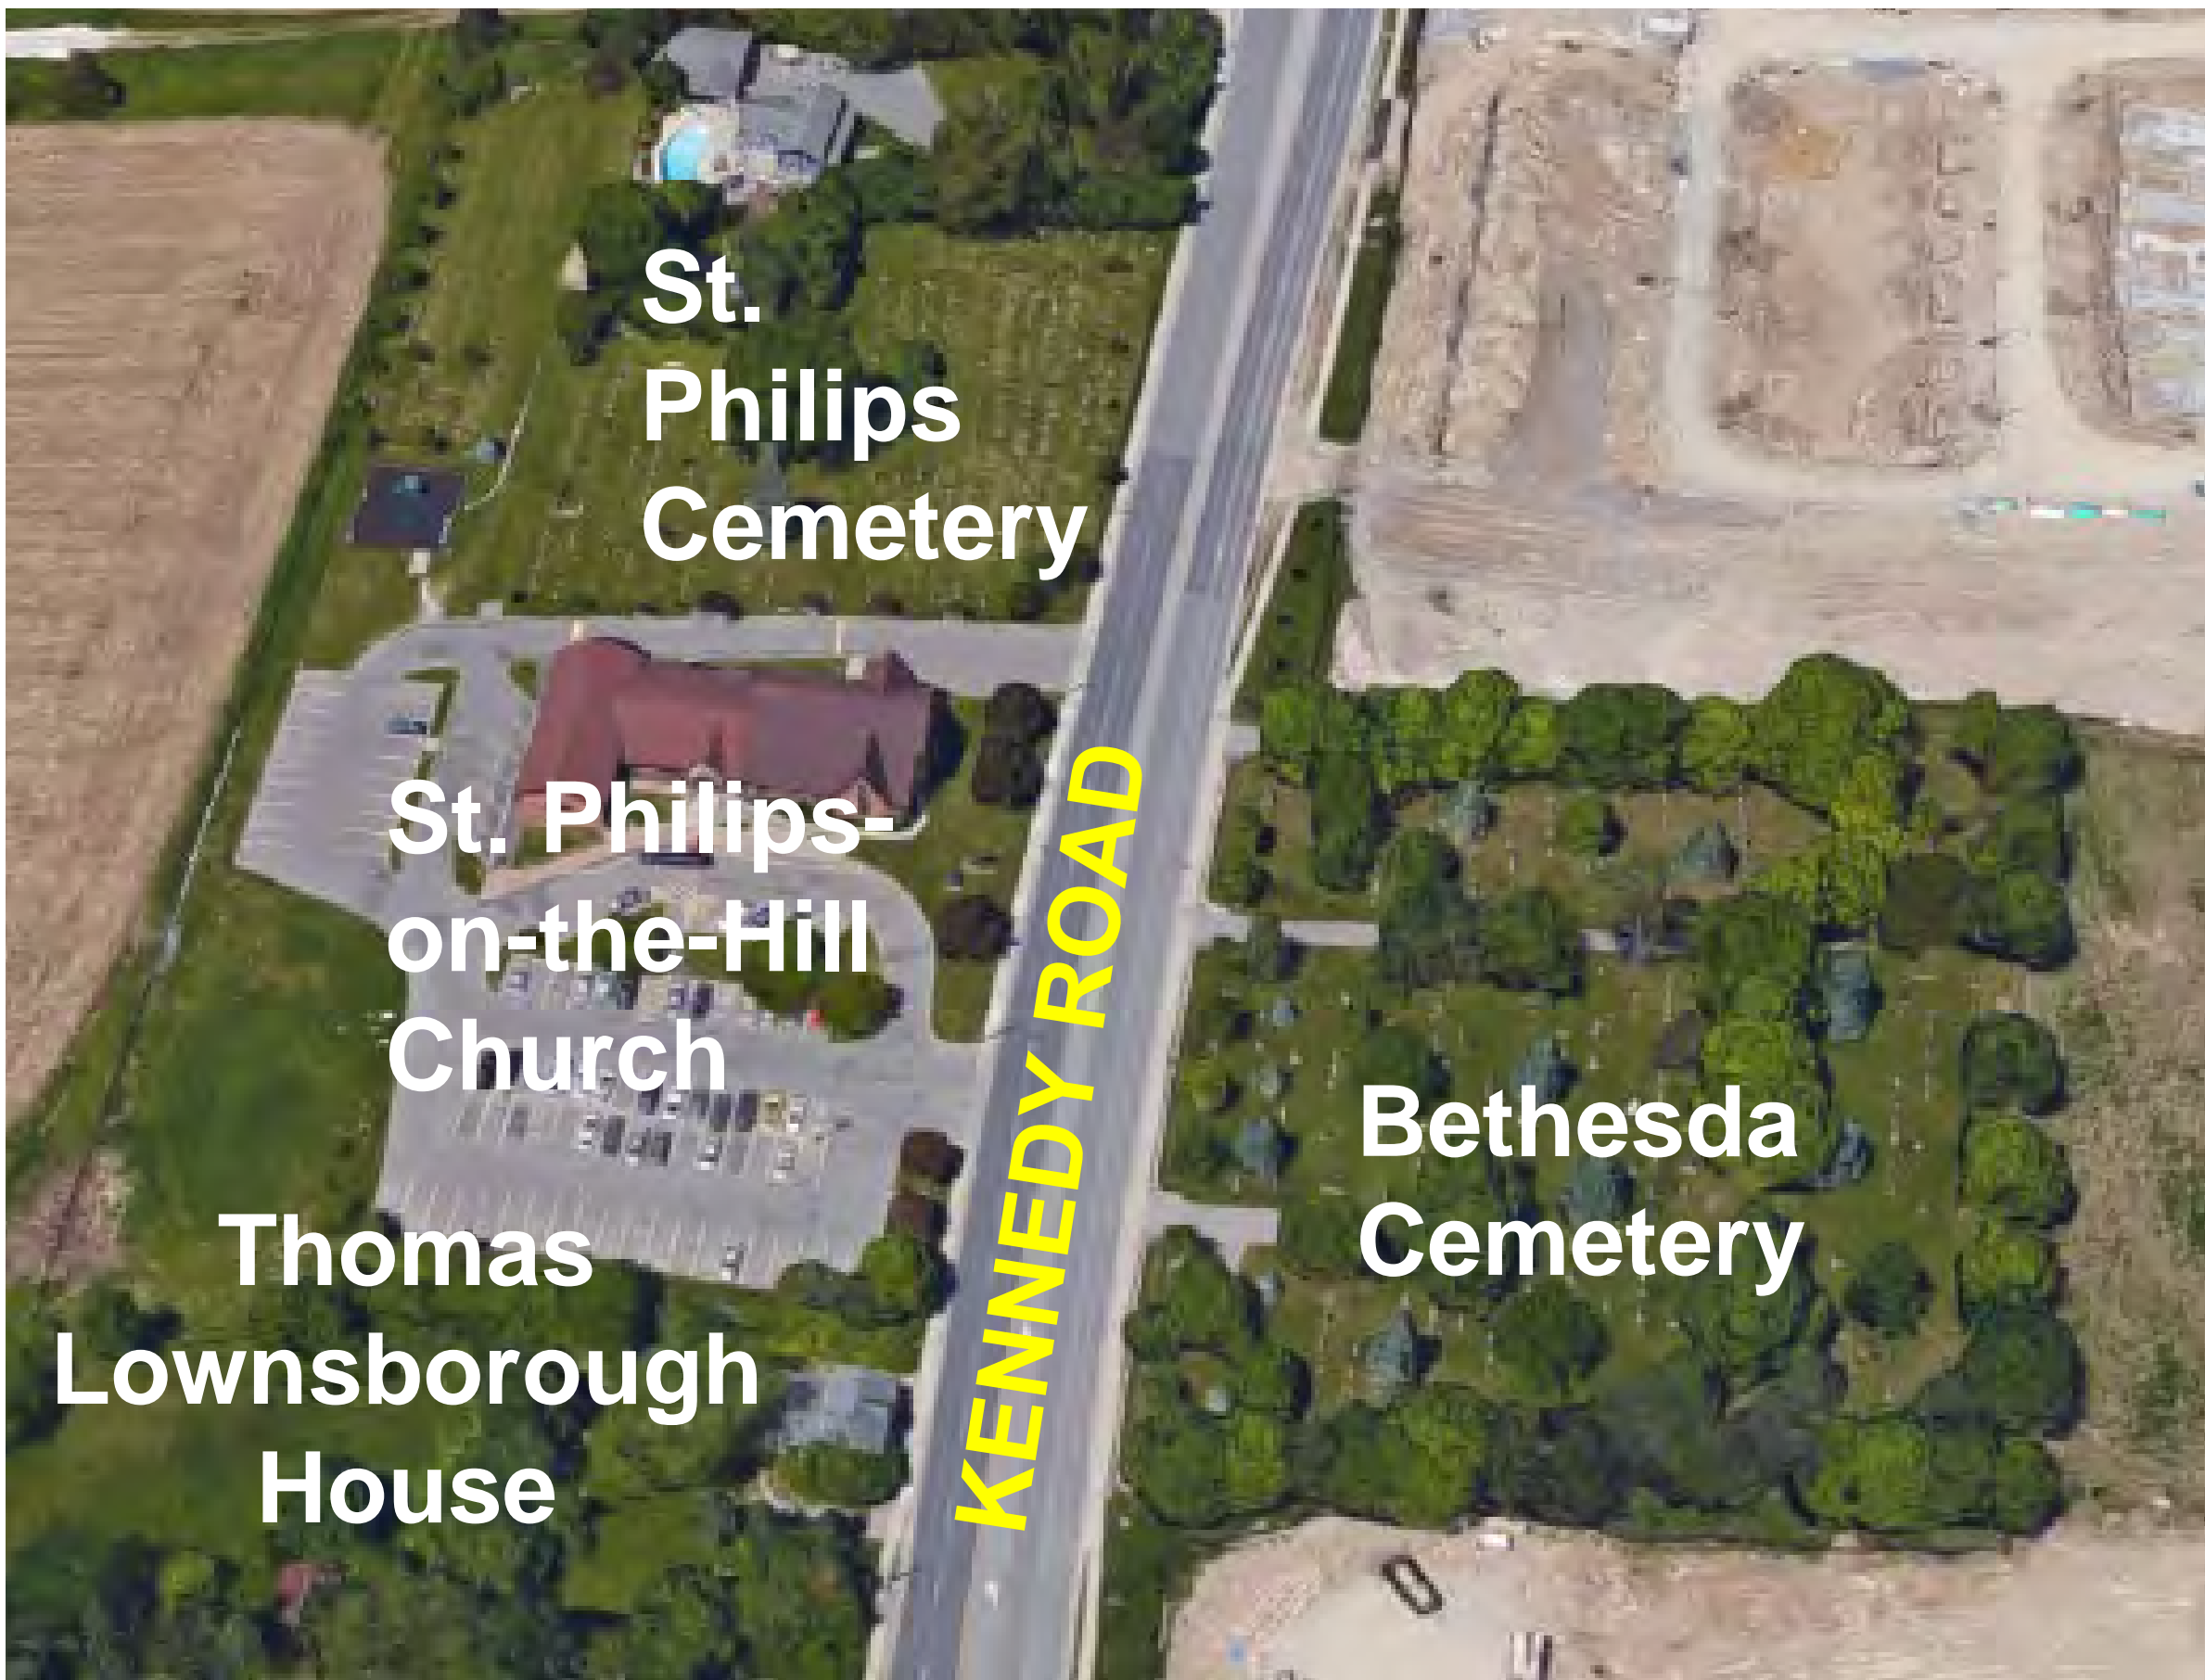 St.
Philips
Cemetery
St. Philips-
on-the-Hill
Church
KENNEDY ROAD
Bethesda
Cemetery
Thomas
Lownsborough
House